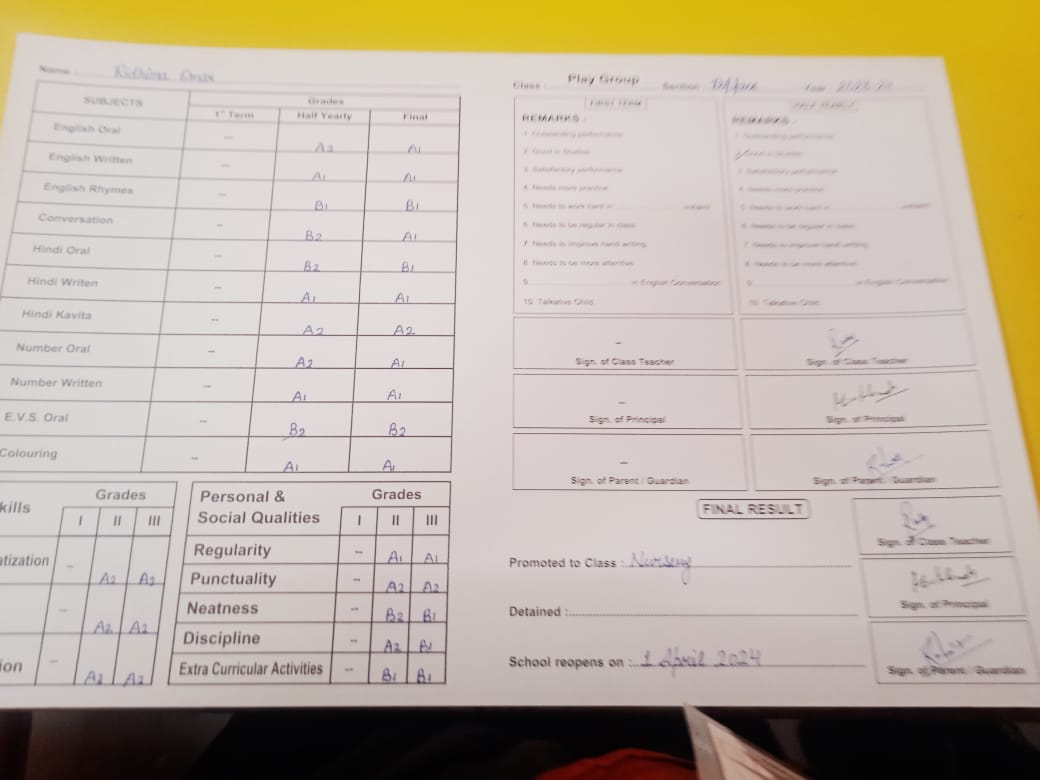 Name :
Class : Play Group Section Year
SUBJECTS Grades
1st Term Half Yearly Final
English Oral -- A2 A1
English Written -- A1 A1
English Rhymes -- B1 B1
Conversation -- B2 A1
Hindi Oral -- B2 B1
Hindi Writen -- A1 A1
Hindi Kavita -- A2 A2
Number Oral -- A2 A1
Number Written -- A1 A1
E.V.S. Oral -- B2 B2
Colouring -- A1 A1
kills Grades
I II III
tization -- A2 A2
-- A2 A2
ion -- A2 A2
Personal & Social Qualities Grades
I II III
Regularity -- A1 A1
Punctuality -- A2 A2
Neatness -- B2 B1
Discipline -- A2 B1
Extra Curricular Activities -- B1 B1
FIRST TERM
REMARKS :
1. Outstanding performance
2. Good in Studies
3. Satisfactory performance
4. Needs more practice
5. Needs to work hard in subject
6. Needs to be regular in class
7. Needs to improve hand writing
8. Needs to be more attentive
9. in English Conversation
10. Talkative Child
-
Sign. of Class Teacher
-
Sign. of Principal
-
Sign. of Parent / Guardian
REMARKS :
1. Outstanding performance
2. Good in Studies
3. Satisfactory performance
4. Needs more practice
5. Needs to work hard in subject
6. Needs to be regular in class
7. Needs to improve hand writing
8. Needs to be more attentive
9. in English Conversation
10. Talkative Child
Sign. of Class Teacher
Sign. of Principal
Sign. of Parent / Guardian
FINAL RESULT
Promoted to Class : Nursery
Detained :
School reopens on : 1 April 2024
Sign. of Class Teacher
Sign. of Principal
Sign. of Parent / Guardian